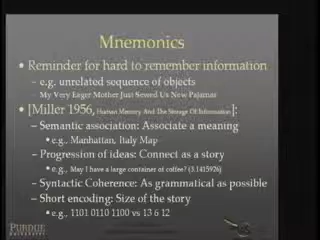 Mnemonics
• Reminder for hard to remember information
– e.g. unrelated sequence of objects
– My Very Eager Mother Just Sewed Us New Pajamas
• [Miller 1956, Human Memory And The Storage Of Information]:
– Semantic association: Associate a meaning
• e.g., Manhattan, Italy Map
– Progression of ideas: Connect as a story
• e.g., May I have a large container of coffee? (3.1415926)
– Syntactic Coherence: As grammatical as possible
– Short encoding: Size of the story
• e.g., 1101 0110 1100 vs 13 6 12
PURDUE